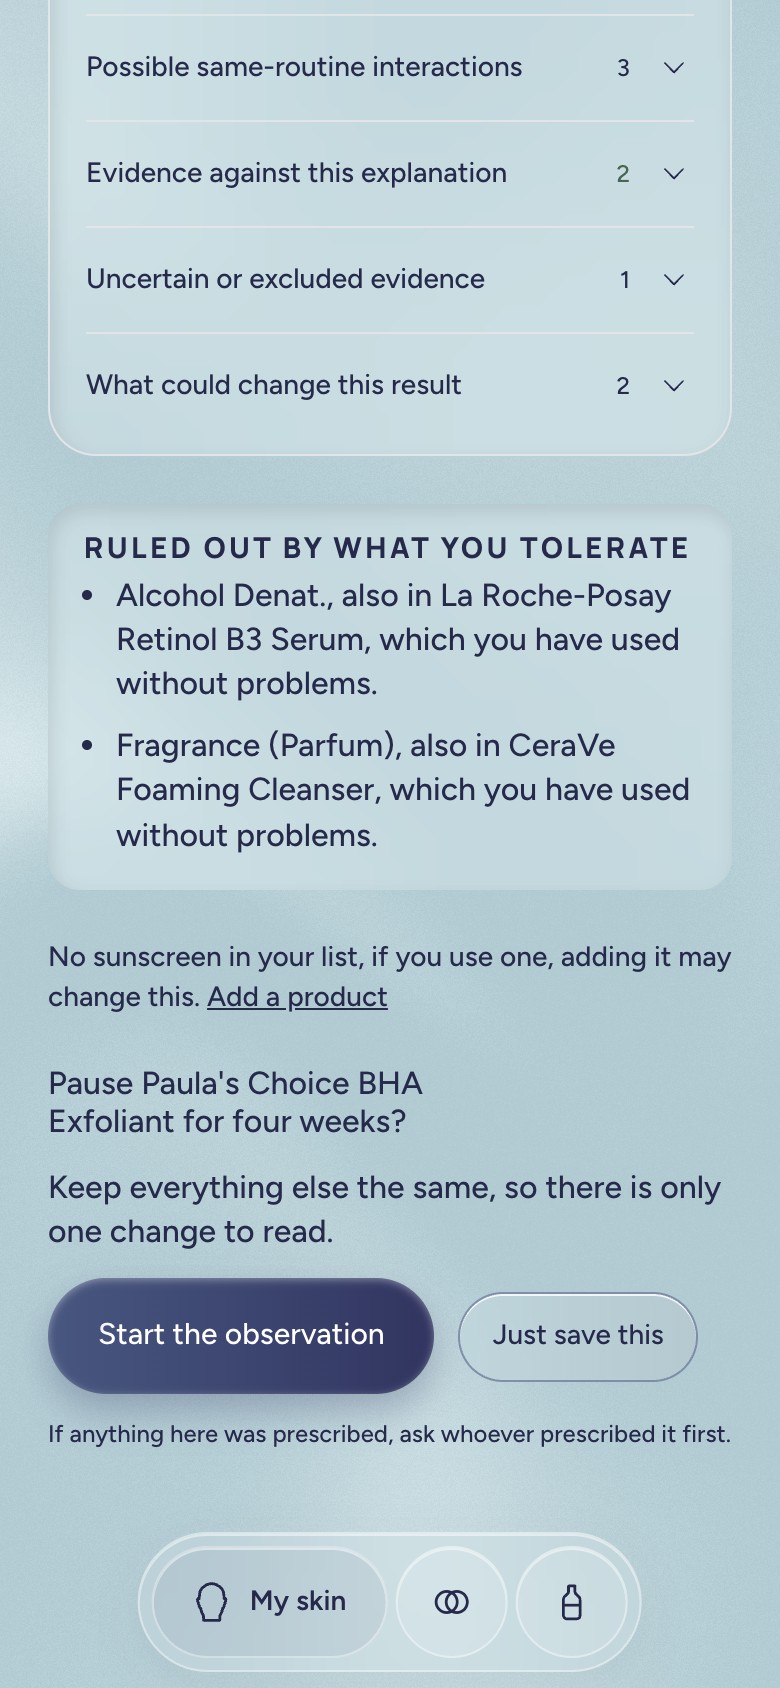 Possible same-routine interactions 3
Evidence against this explanation 2
Uncertain or excluded evidence 1
What could change this result 2
RULED OUT BY WHAT YOU TOLERATE
• Alcohol Denat., also in La Roche-Posay
Retinol B3 Serum, which you have used
without problems.
• Fragrance (Parfum), also in CeraVe
Foaming Cleanser, which you have used
without problems.
No sunscreen in your list, if you use one, adding it may
change this. Add a product
Pause Paula's Choice BHA
Exfoliant for four weeks?
Keep everything else the same, so there is only
one change to read.
Start the observation
Just save this
If anything here was prescribed, ask whoever prescribed it first.
My skin